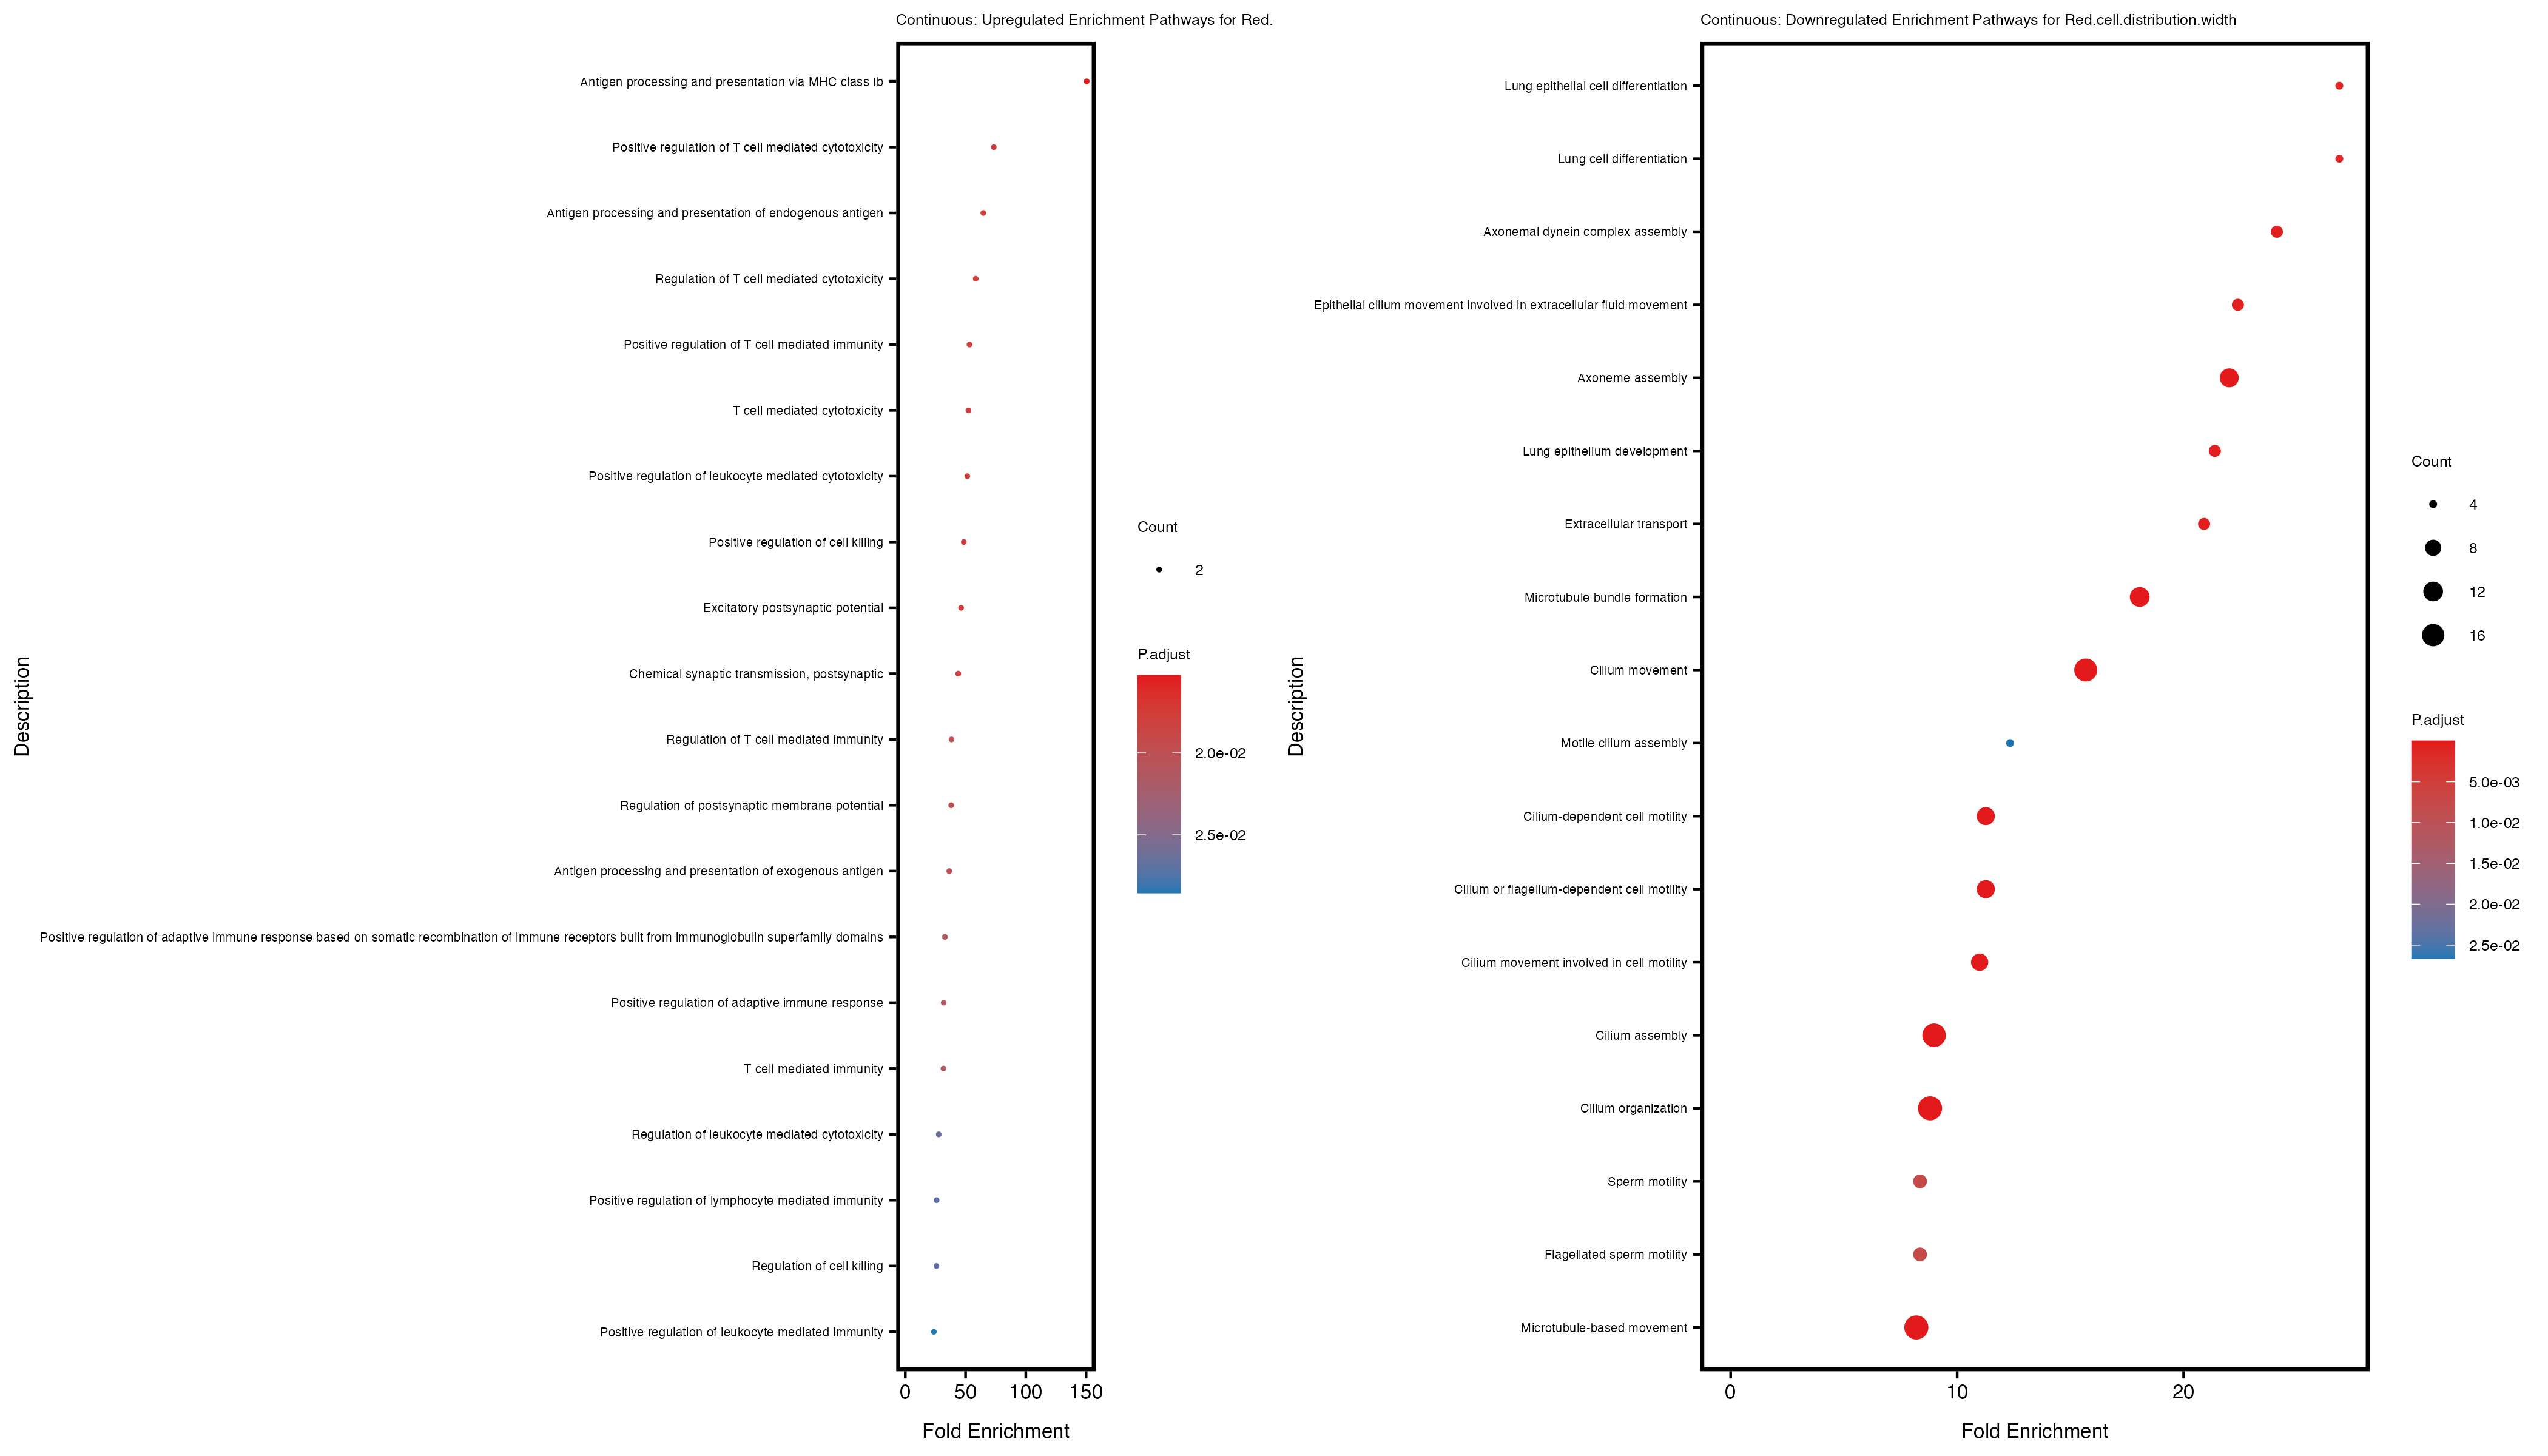 Continuous: Upregulated Enrichment Pathways for Red.
Description
Antigen processing and presentation via MHC class Ib
Positive regulation of T cell mediated cytotoxicity
Antigen processing and presentation of endogenous antigen
Regulation of T cell mediated cytotoxicity
Positive regulation of T cell mediated immunity
T cell mediated cytotoxicity
Positive regulation of leukocyte mediated cytotoxicity
Positive regulation of cell killing
Excitatory postsynaptic potential
Chemical synaptic transmission, postsynaptic
Regulation of T cell mediated immunity
Regulation of postsynaptic membrane potential
Antigen processing and presentation of exogenous antigen
Positive regulation of adaptive immune response based on somatic recombination of immune receptors built from immunoglobulin superfamily domains
Positive regulation of adaptive immune response
T cell mediated immunity
Regulation of leukocyte mediated cytotoxicity
Positive regulation of lymphocyte mediated immunity
Regulation of cell killing
Positive regulation of leukocyte mediated immunity
0 50 100 150
Fold Enrichment
Count
2
P.adjust
2.0e-02
2.5e-02
Continuous: Downregulated Enrichment Pathways for Red.cell.distribution.width
Description
Lung epithelial cell differentiation
Lung cell differentiation
Axonemal dynein complex assembly
Epithelial cilium movement involved in extracellular fluid movement
Axoneme assembly
Lung epithelium development
Extracellular transport
Microtubule bundle formation
Cilium movement
Motile cilium assembly
Cilium-dependent cell motility
Cilium or flagellum-dependent cell motility
Cilium movement involved in cell motility
Cilium assembly
Cilium organization
Sperm motility
Flagellated sperm motility
Microtubule-based movement
0 10 20
Fold Enrichment
Count
4
8
12
16
P.adjust
5.0e-03
1.0e-02
1.5e-02
2.0e-02
2.5e-02